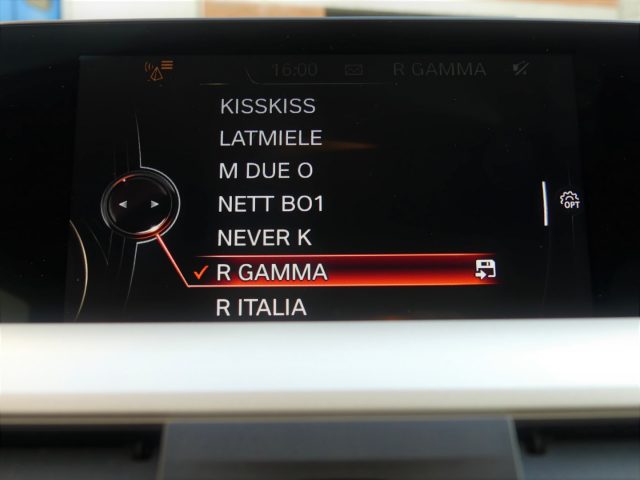 16:00 R GAMMA
KISSKISS
LATMIELE
M DUE O
NETT BO1
OPT
NEVER K
R GAMMA
R ITALIA